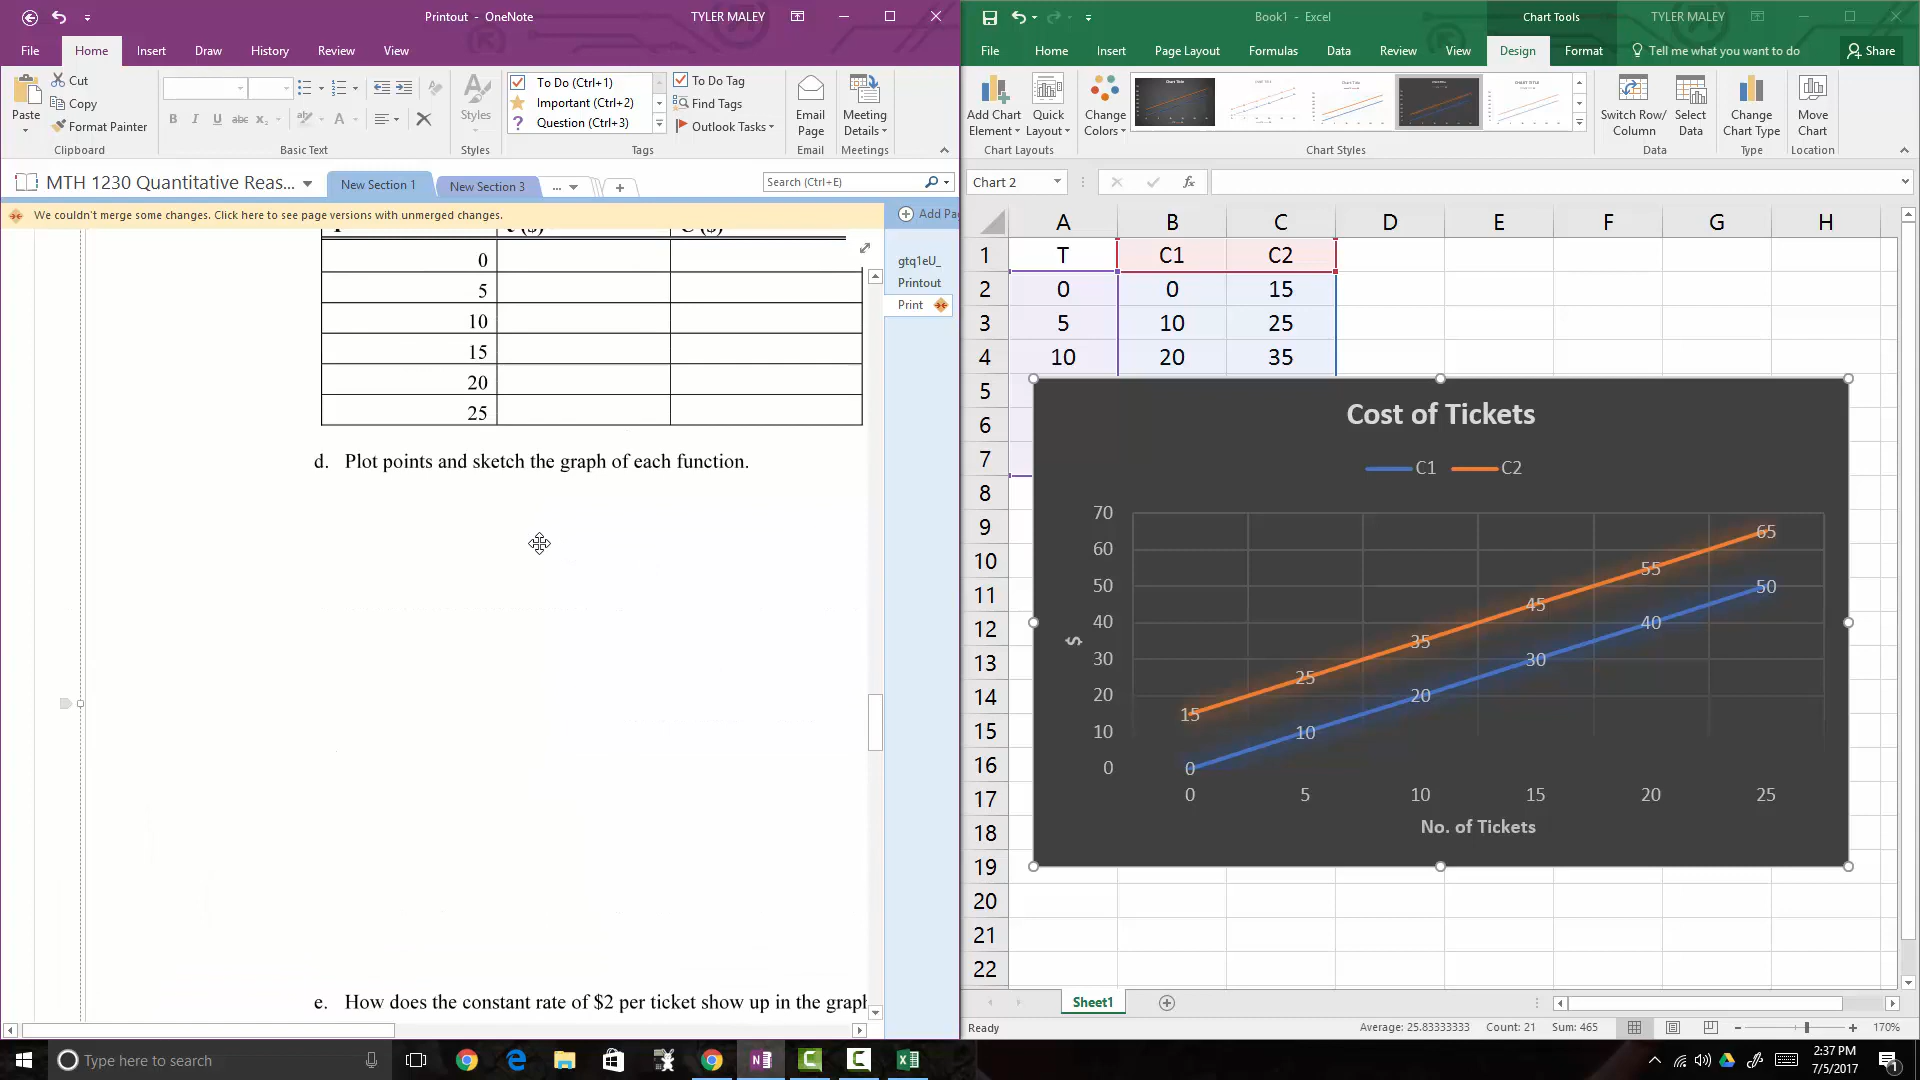 Printout - OneNote
TYLER MALEY
File Home Insert Draw History Review View
Paste
Cut
Copy
Format Painter
Clipboard
B I U abc x₂ A
Basic Text
Styles
Styles
To Do (Ctrl+1)
Important (Ctrl+2)
Question (Ctrl+3)
To Do Tag
Find Tags
Outlook Tasks
Tags
Email
Page
Email
Meeting
Details
Meetings
MTH 1230 Quantitative Reas...
New Section 1
New Section 3
...
Search (Ctrl+E)
We couldn't merge some changes. Click here to see page versions with unmerged changes.
Add Pa
gtq1eU_
Printout
Print
0
5
10
15
20
25
d. Plot points and sketch the graph of each function.
e. How does the constant rate of $2 per ticket show up in the graph
Book1 - Excel
Chart Tools
TYLER MALEY
File Home Insert Page Layout Formulas Data Review View Design Format Tell me what you want to do Share
Add Chart
Element
Quick
Layout
Chart Layouts
Change
Colors
Chart Styles
Switch Row/
Column
Select
Data
Data
Change
Chart Type
Type
Move
Chart
Location
Chart 2
fx
A B C D E F G H
1 T C1 C2
2 0 0 15
3 5 10 25
4 10 20 35
5
6
7
8
9
10
11
12
13
14
15
16
17
18
19
20
21
22
Cost of Tickets
C1 C2
70
60
50
40
30
20
10
0
$
15 25 35 45 55 65
0 10 20 30 40 50
0 5 10 15 20 25
No. of Tickets
Sheet1
Ready
Average: 25.83333333 Count: 21 Sum: 465
170%
Type here to search
2:37 PM
7/5/2017
1